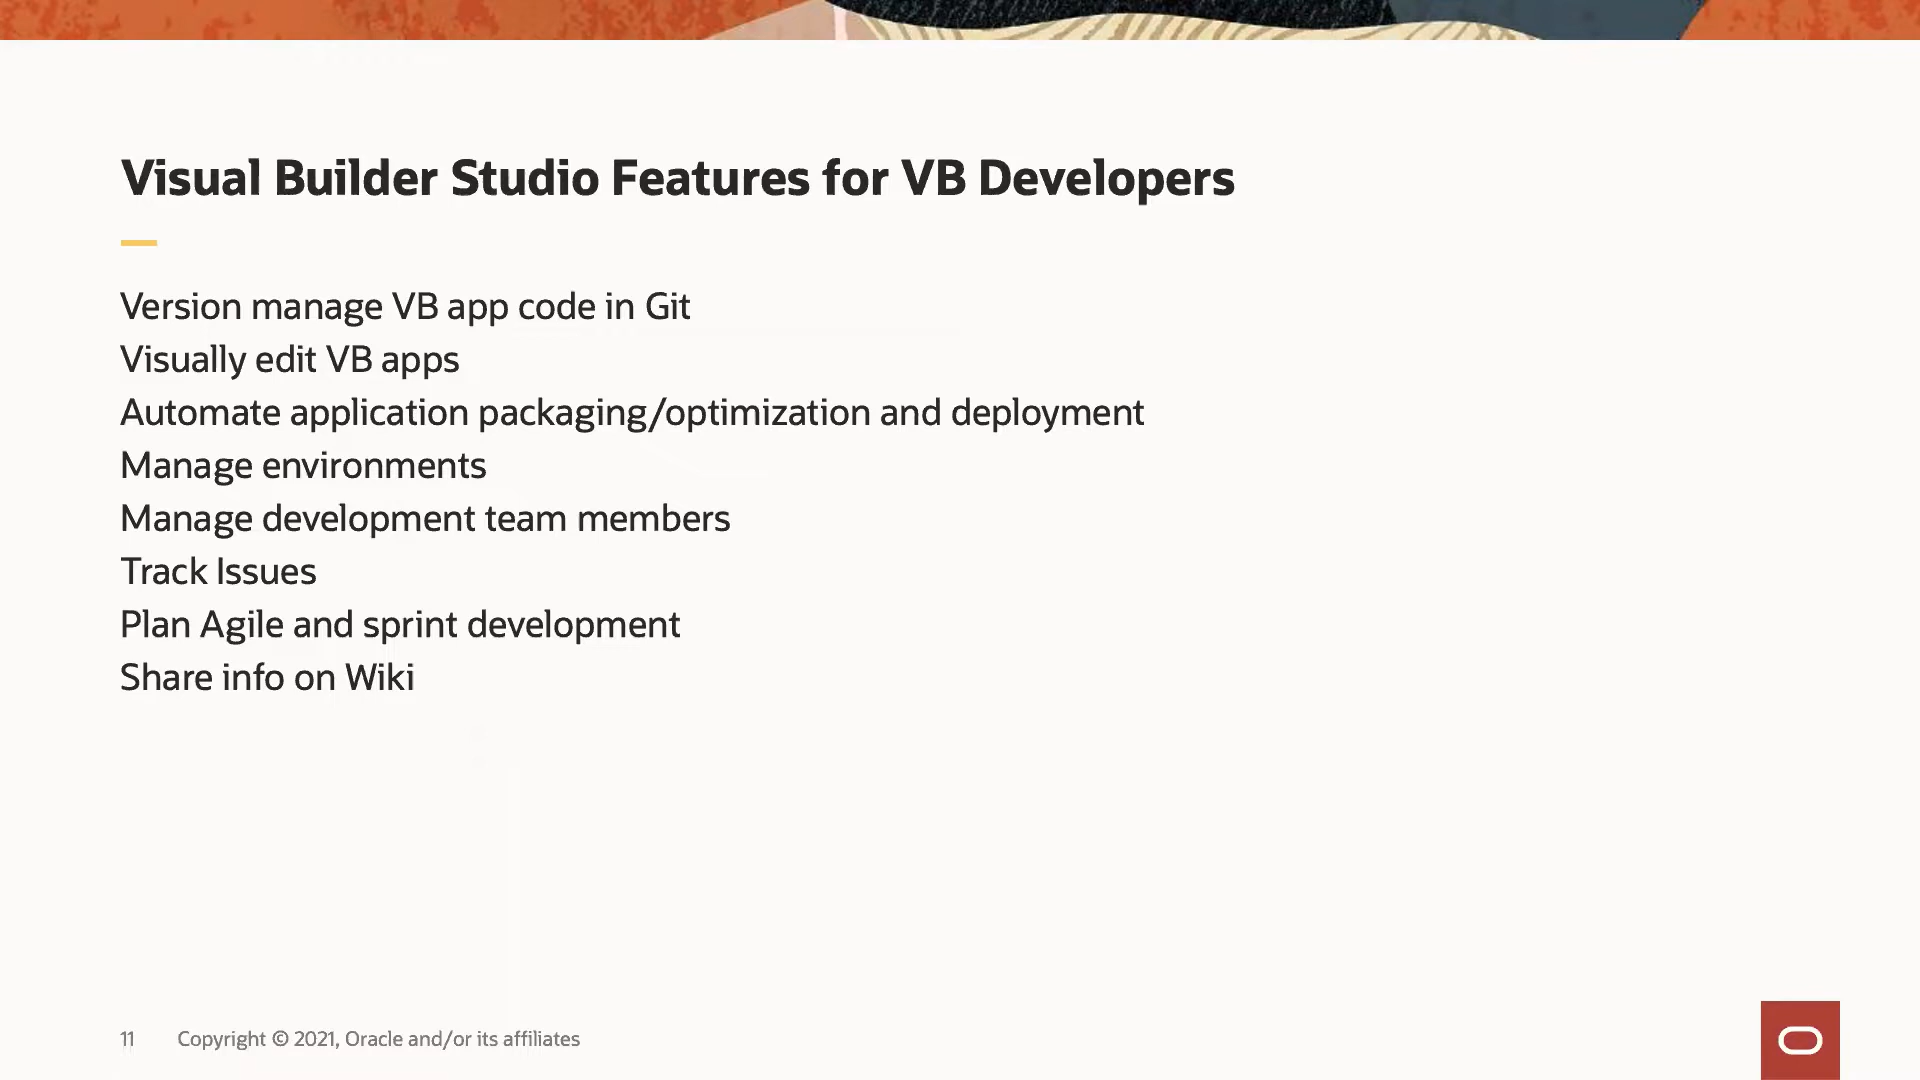 Visual Builder Studio Features for VB Developers
Version manage VB app code in Git
Visually edit VB apps
Automate application packaging/optimization and deployment
Manage environments
Manage development team members
Track Issues
Plan Agile and sprint development
Share info on Wiki
11 Copyright © 2021, Oracle and/or its affiliates